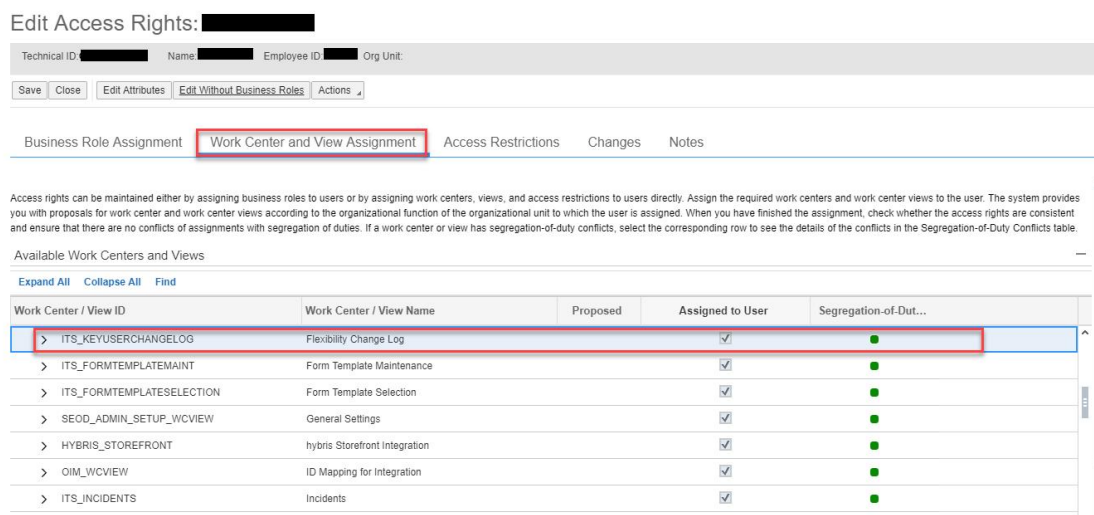 Edit Access Rights:
Technical ID: Name: Employee ID: Org Unit:
Save Close Edit Attributes Edit Without Business Roles Actions
Business Role Assignment Work Center and View Assignment Access Restrictions Changes Notes
Access rights can be maintained either by assigning business roles to users or by assigning work centers, views, and access restrictions to users directly. Assign the required work centers and work center views to the user. The system provides
you with proposals for work center and work center views according to the organizational function of the organizational unit to which the user is assigned. When you have finished the assignment, check whether the access rights are consistent
and ensure that there are no conflicts of assignments with segregation of duties. If a work center or view has segregation-of-duty conflicts, select the corresponding row to see the details of the conflicts in the Segregation-of-Duty Conflicts table.
Available Work Centers and Views
Expand All Collapse All Find
Work Center / View ID Work Center / View Name Proposed Assigned to User Segregation-of-Dut...
ITS_KEYUSERCHANGELOG Flexibility Change Log
ITS_FORMTEMPLATEMAINT Form Template Maintenance
ITS_FORMTEMPLATESELECTION Form Template Selection
SEOD_ADMIN_SETUP_WCVIEW General Settings
HYBRIS_STOREFRONT hybris Storefront Integration
OIM_WCVIEW ID Mapping for Integration
ITS_INCIDENTS Incidents